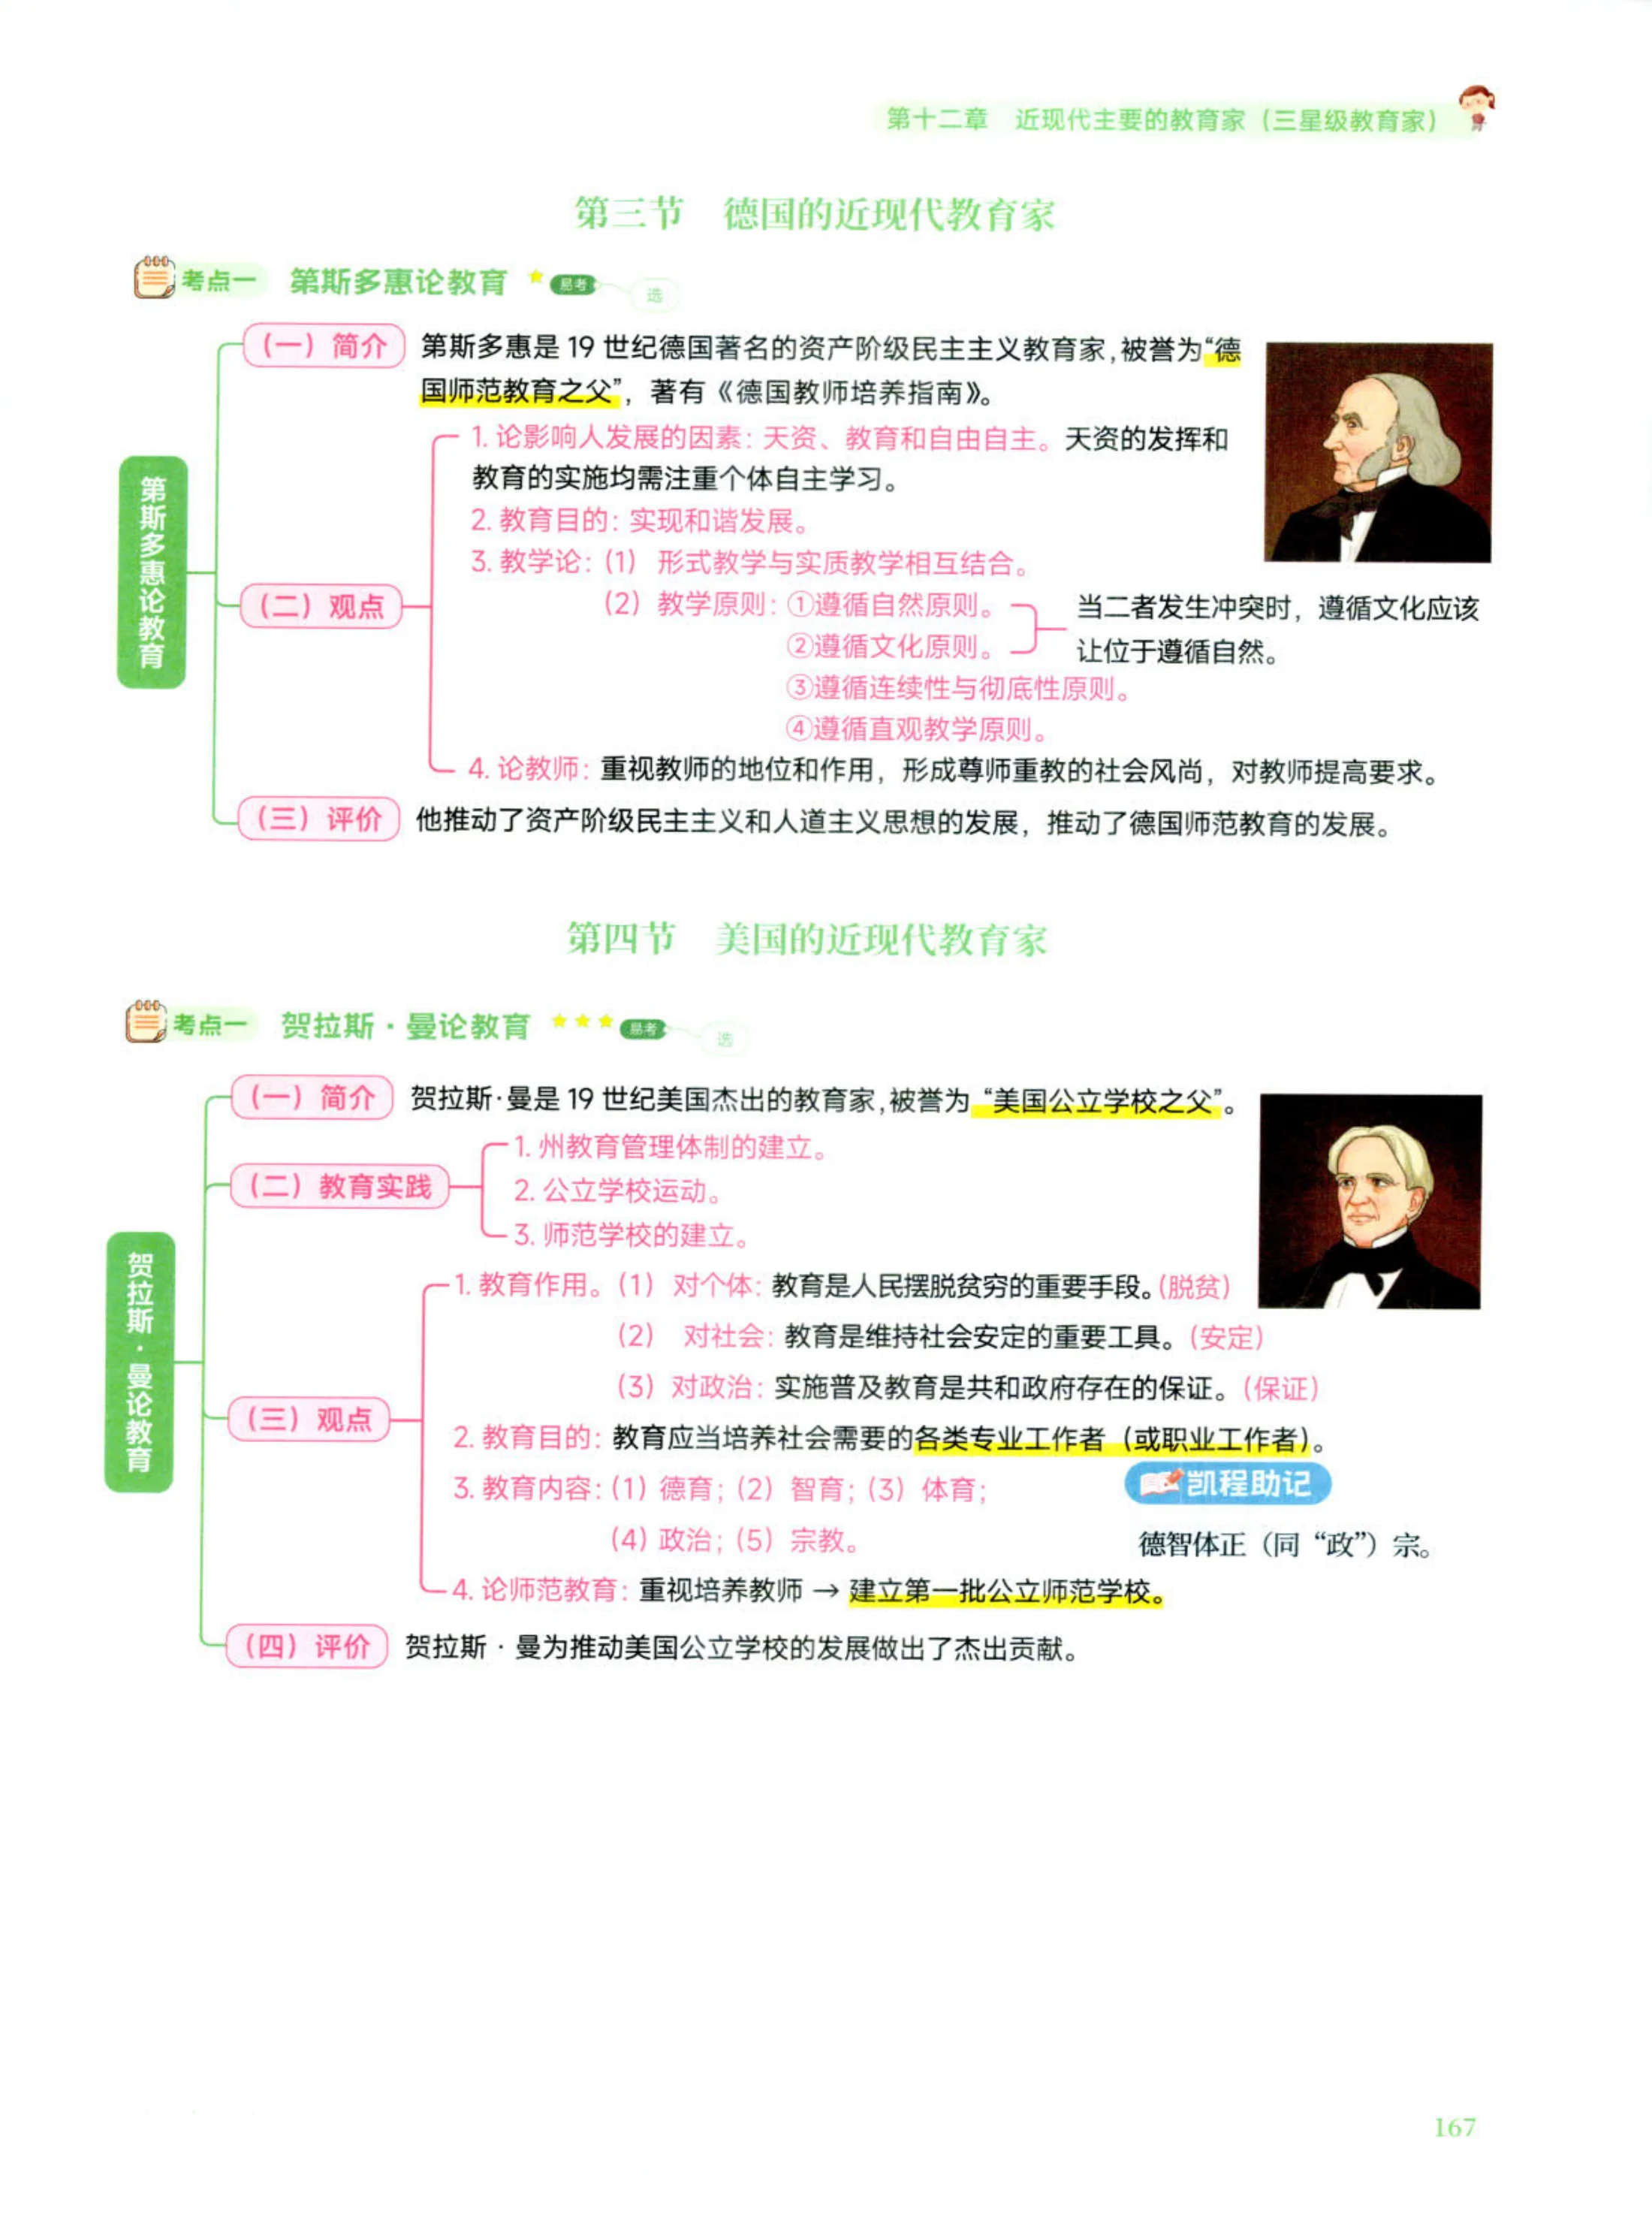 第十二章 近现代主要的教育家（三星级教育家）
第三节 德国的近现代教育家
考点一 第斯多惠论教育 易考 选
第斯多惠论教育
（一）简介 第斯多惠是 19 世纪德国著名的资产阶级民主主义教育家，被誉为“德
国师范教育之父”，著有《德国教师培养指南》。
（二）观点
1. 论影响人发展的因素：天资、教育和自由自主。天资的发挥和
教育的实施均需注重个体自主学习。
2. 教育目的：实现和谐发展。
3. 教学论：（1） 形式教学与实质教学相互结合。
（2） 教学原则：①遵循自然原则。
②遵循文化原则。
当二者发生冲突时，遵循文化应该
让位于遵循自然。
③遵循连续性与彻底性原则。
④遵循直观教学原则。
4. 论教师：重视教师的地位和作用，形成尊师重教的社会风尚，对教师提高要求。
（三）评价 他推动了资产阶级民主主义和人道主义思想的发展，推动了德国师范教育的发展。
第四节 美国的近现代教育家
考点一 贺拉斯·曼论教育 易考 选
贺拉斯·曼论教育
（一）简介 贺拉斯·曼是 19 世纪美国杰出的教育家，被誉为“美国公立学校之父”。
（二）教育实践
1. 州教育管理体制的建立。
2. 公立学校运动。
3. 师范学校的建立。
（三）观点
1. 教育作用。（1） 对个体：教育是人民摆脱贫穷的重要手段。（脱贫）
（2） 对社会：教育是维持社会安定的重要工具。（安定）
（3） 对政治：实施普及教育是共和政府存在的保证。（保证）
2. 教育目的：教育应当培养社会需要的各类专业工作者（或职业工作者）。
3. 教育内容：（1）德育；（2）智育；（3）体育；
（4）政治；（5）宗教。
凯程助记
德智体正（同“政”）宗。
4. 论师范教育：重视培养教师 → 建立第一批公立师范学校。
（四）评价 贺拉斯·曼为推动美国公立学校的发展做出了杰出贡献。
167